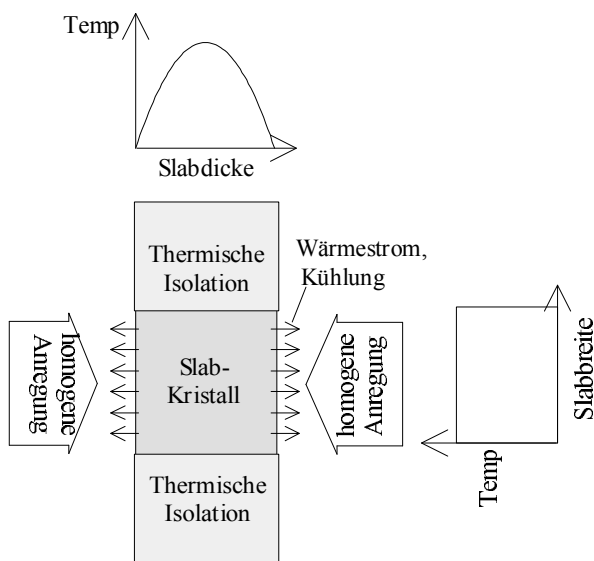 Temp
Slabdicke
Thermische
Isolation
Wärmestrom,
Kühlung
homogene
Anregung
Slab-
Kristall
homogene
Anregung
Slabbreite
Temp
Thermische
Isolation